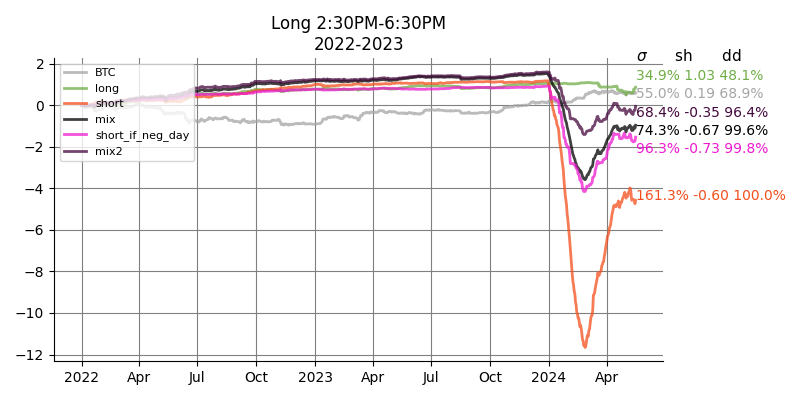 Long 2:30PM-6:30PM
2022-2023
σ sh dd
34.9% 1.03 48.1%
55.0% 0.19 68.9%
68.4% -0.35 96.4%
74.3% -0.67 99.6%
96.3% -0.73 99.8%
161.3% -0.60 100.0%
BTC
long
short
mix
short_if_neg_day
mix2
2
0
−2
−4
−6
−8
−10
−12
2022 Apr Jul Oct 2023 Apr Jul Oct 2024 Apr